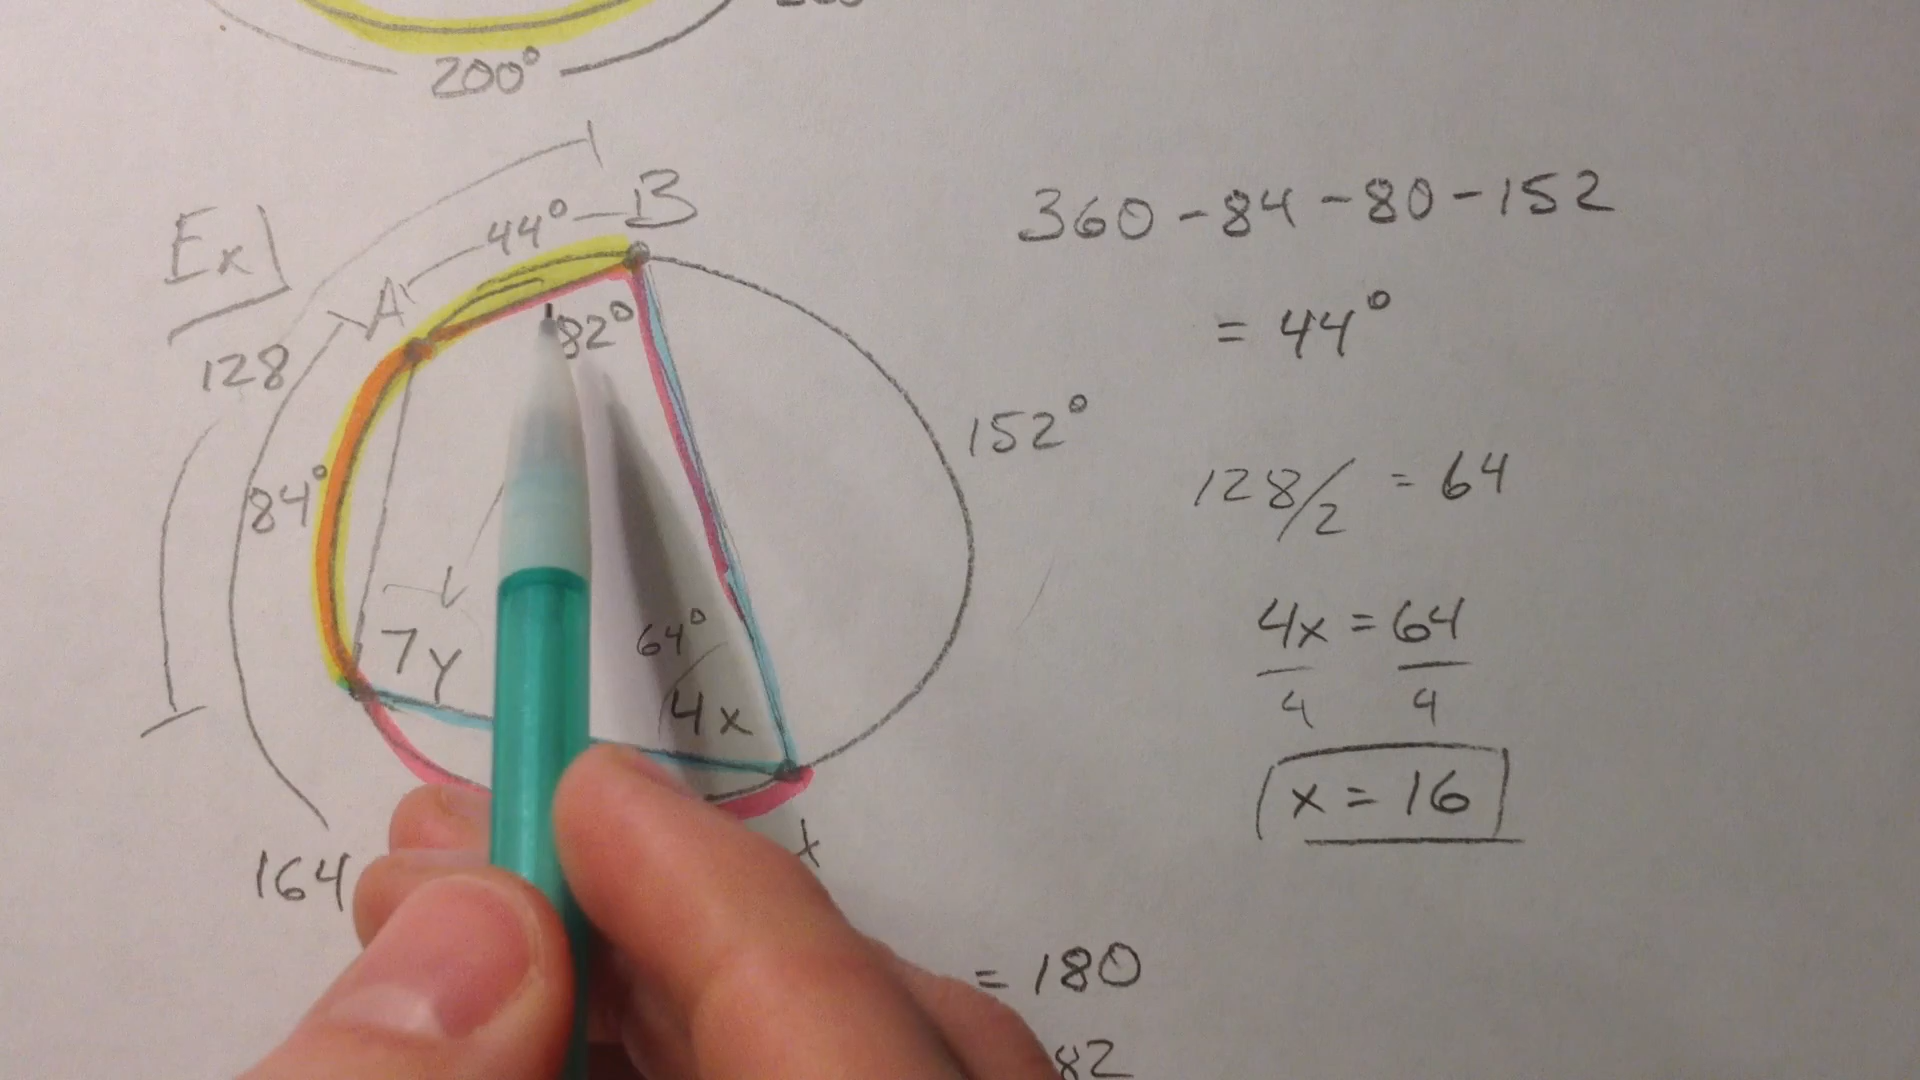 200°
Ex)
44°
B
A
82°
128
84°
152°
7y
64°
4x
164
360 - 84 - 80 - 152
= 44°
128/2 = 64
4x = 64
4 4
x = 16
= 180
82